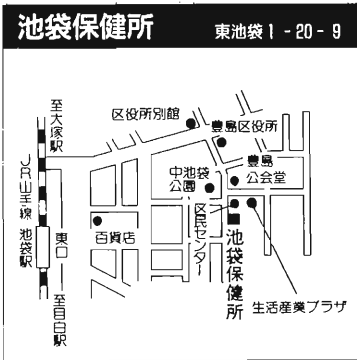 池袋保健所
東池袋1-20-9
至大塚駅
区役所別館
豊島区役所
JR山手線
池袋駅
東口
至目白駅
百貨店
中池袋
公園
豊島
公会堂
区民センター
池袋保健所
生活産業プラザ